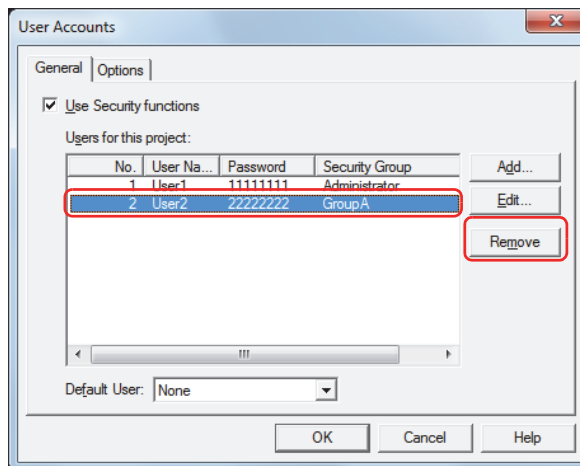 User Accounts
General Options
Use Security functions
Users for this project:
No. User Na... Password Security Group
1 User1 11111111 Administrator
2 User2 22222222 GroupA
Add...
Edit...
Remove
Default User: None
OK Cancel Help